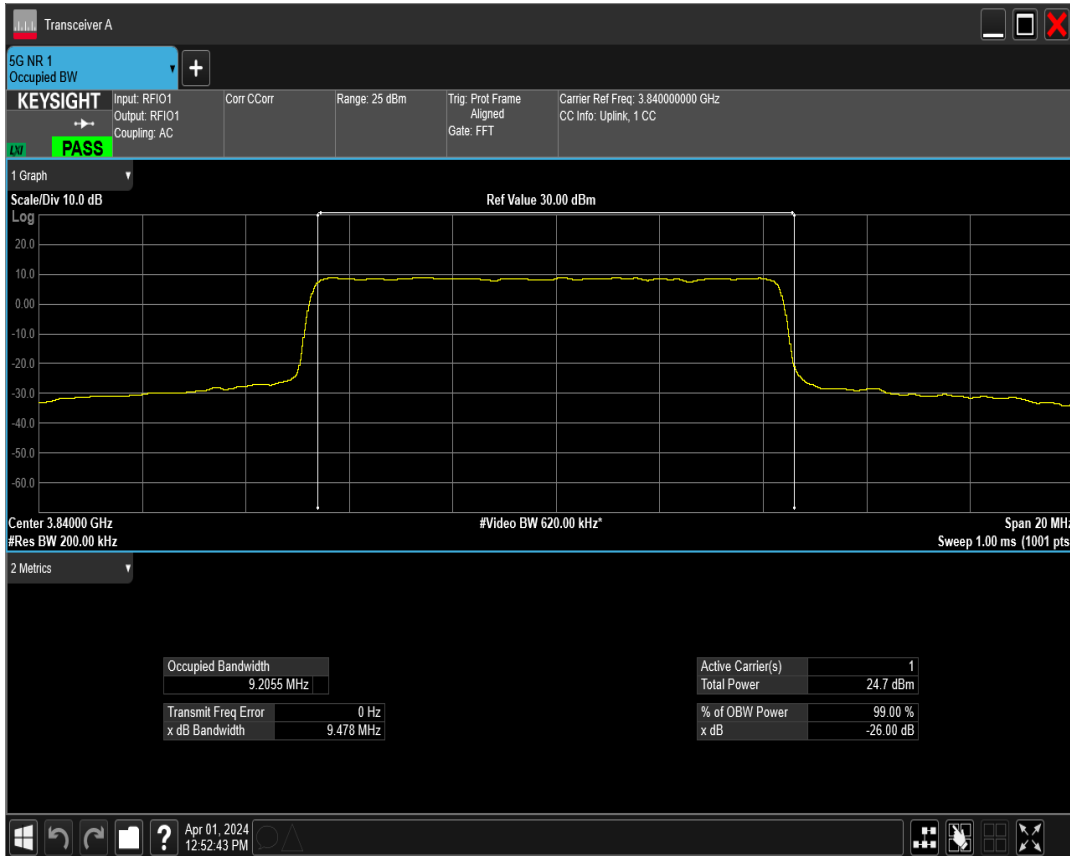 Transceiver A
5G NR 1
Occupied BW
+
KEYSIGHT
LXI
PASS
Input: RFIO1
Output: RFIO1
Coupling: AC
Corr CCorr
Range: 25 dBm
Trig: Prot Frame
Aligned
Gate: FFT
Carrier Ref Freq: 3.840000000 GHz
CC Info: Uplink, 1 CC
1 Graph
Scale/Div 10.0 dB
Ref Value 30.00 dBm
Log
20.0
10.0
0.00
-10.0
-20.0
-30.0
-40.0
-50.0
-60.0
Center 3.84000 GHz
#Video BW 620.00 kHz*
Span 20 MHz
#Res BW 200.00 kHz
Sweep 1.00 ms (1001 pts
2 Metrics
Occupied Bandwidth
9.2055 MHz
Transmit Freq Error 0 Hz
x dB Bandwidth 9.478 MHz
Active Carrier(s) 1
Total Power 24.7 dBm
% of OBW Power 99.00 %
x dB -26.00 dB
?
Apr 01, 2024
12:52:43 PM